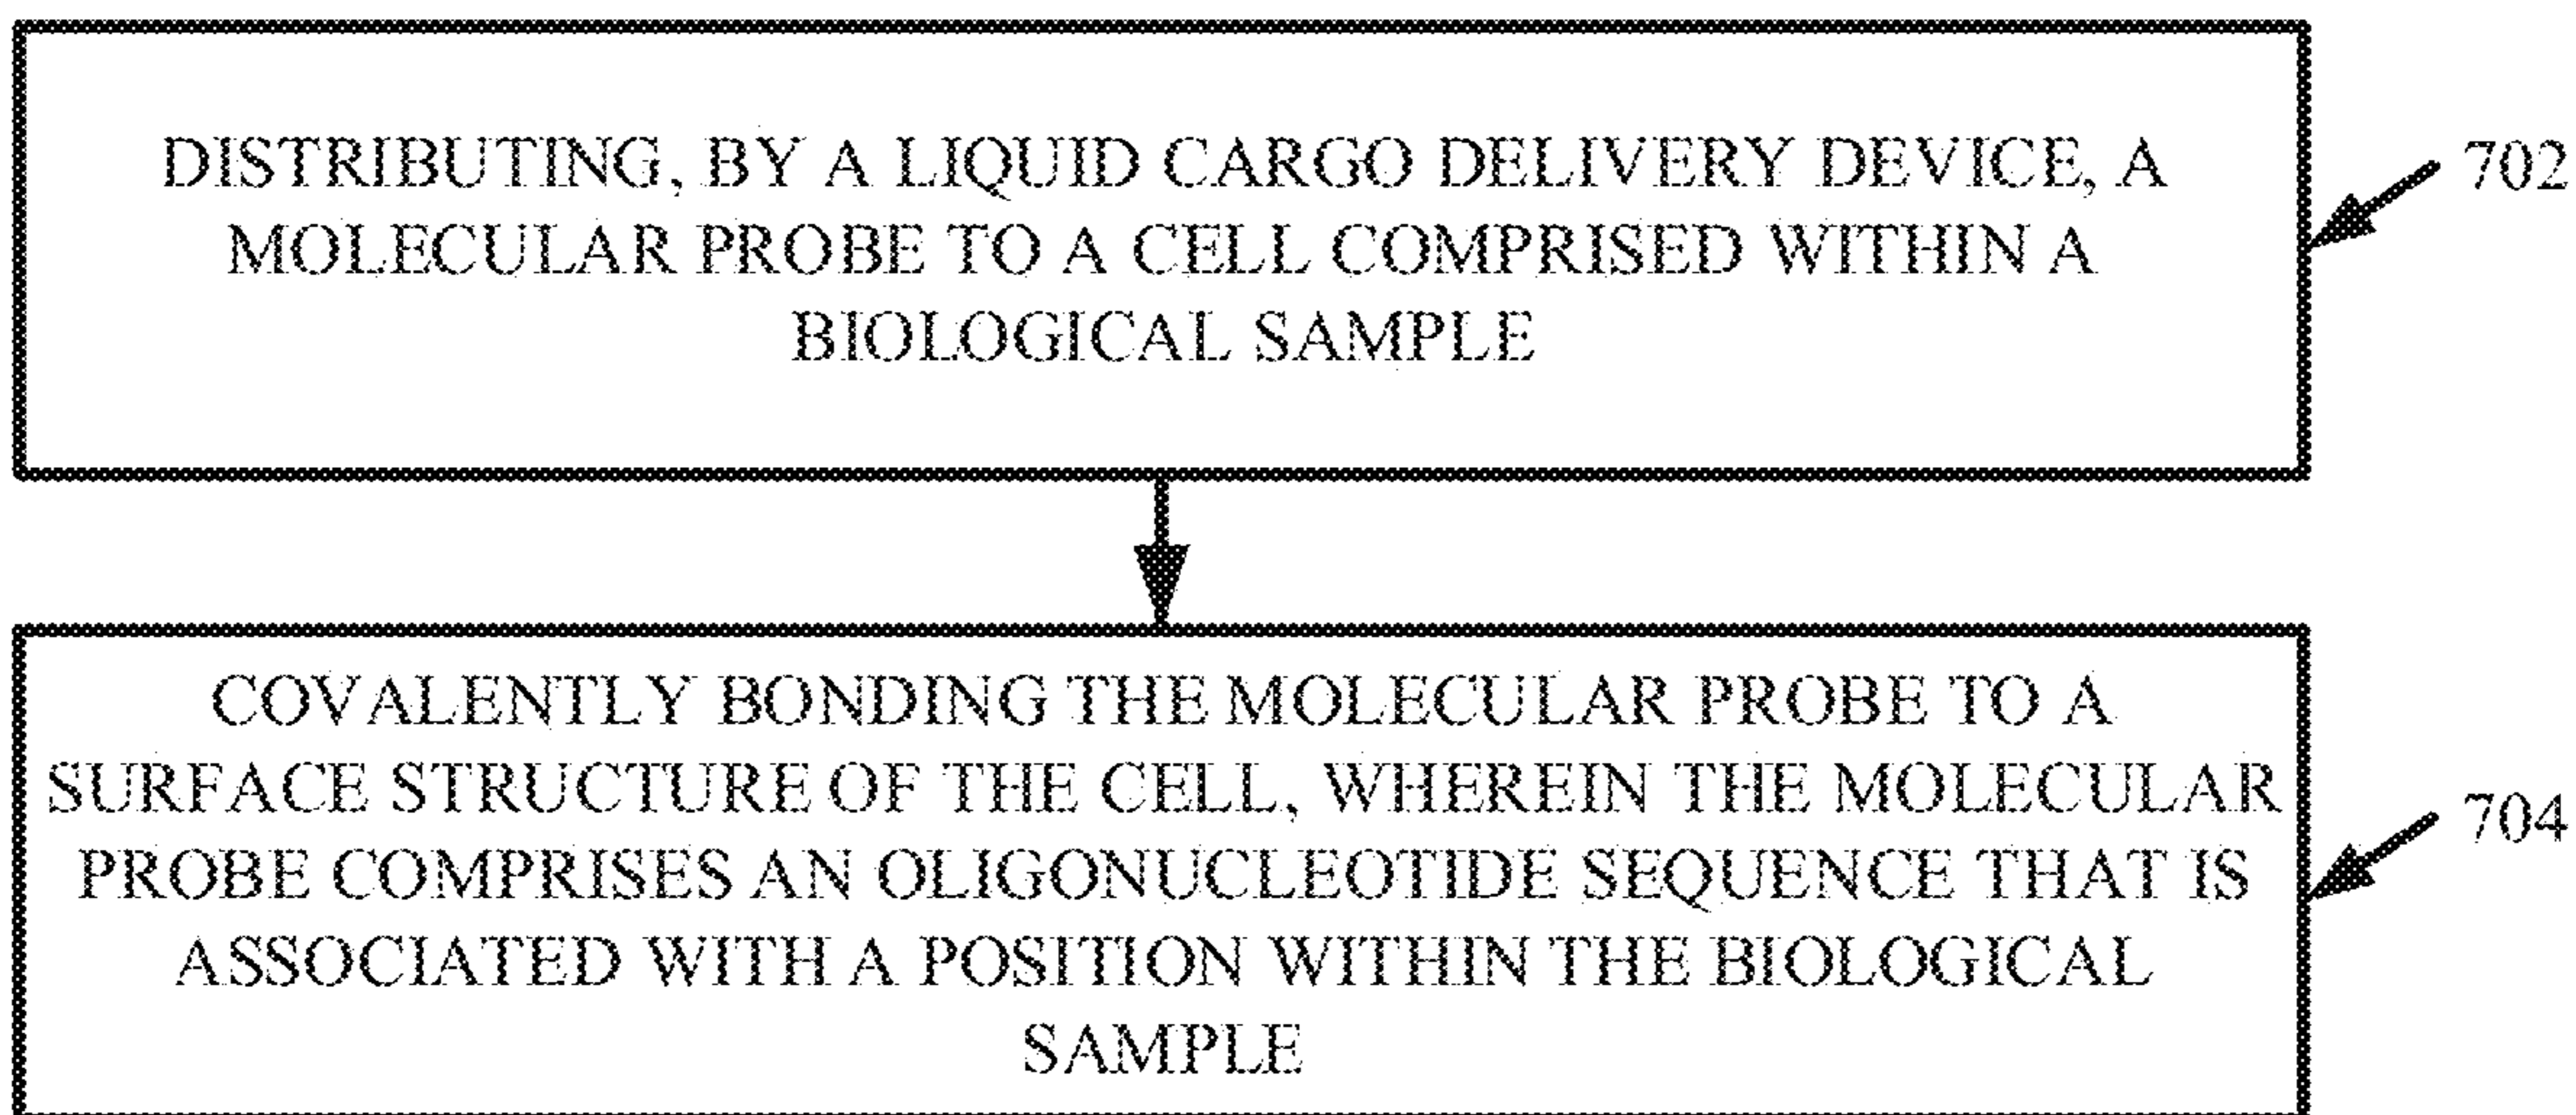 DISTRIBUTING, BY A LIQUID CARGO DELIVERY DEVICE, A
MOLECULAR PROBE TO A CELL COMPRISED WITHIN A
BIOLOGICAL SAMPLE
702
COVALENTLY BONDING THE MOLECULAR PROBE TO A
SURFACE STRUCTURE OF THE CELL, WHEREIN THE MOLECULAR
PROBE COMPRISES AN OLIGONUCLEOTIDE SEQUENCE THAT IS
ASSOCIATED WITH A POSITION WITHIN THE BIOLOGICAL
SAMPLE
704